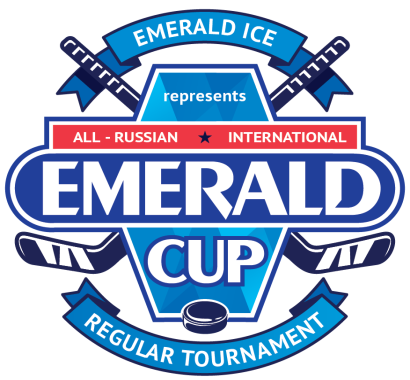 EMERALD ICE
represents
ALL - RUSSIAN ★ INTERNATIONAL
EMERALD
CUP
REGULAR TOURNAMENT